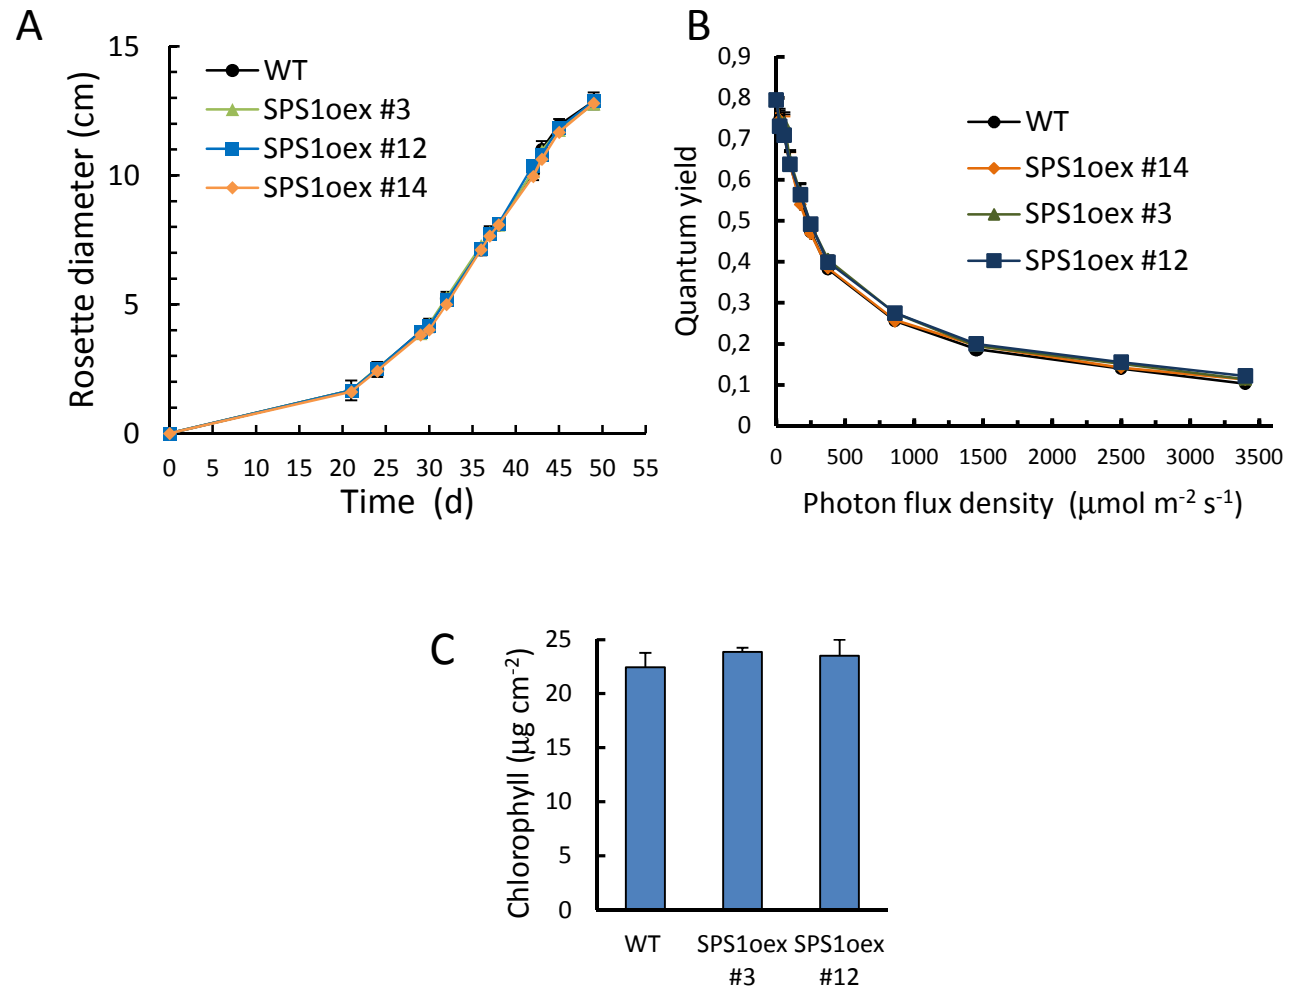 A
15
10
5
0
Rosette diameter (cm)
WT
SPS1oex #3
SPS1oex #12
SPS1oex #14
0 5 10 15 20 25 30 35 40 45 50 55
Time (d)
B
0,9
0,8
0,7
0,6
0,5
0,4
0,3
0,2
0,1
0
Quantum yield
WT
SPS1oex #14
SPS1oex #3
SPS1oex #12
0 500 1000 1500 2000 2500 3000 3500
Photon flux density (μmol m⁻² s⁻¹)
C
25
20
15
10
5
0
Chlorophyll (μg cm⁻²)
WT SPS1oex SPS1oex
#3 #12